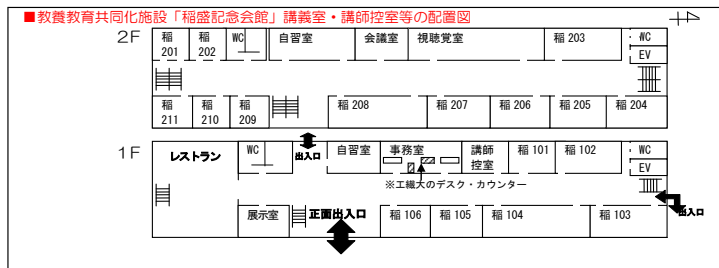 ■教養教育共同化施設「稲盛記念会館」講義室・講師控室等の配置図
4
2F
稲
201
稲
202
WC
自習室
会議室
視聴覚室
稲 203
WC
EV
稲
211
稲
210
稲
209
稲 208
稲 207
稲 206
稲 205
稲 204
1F
レストラン
WC
出入口
自習室
事務室
講師
控室
稲 101
稲 102
WC
EV
※工繊大のデスク・カウンター
展示室
正面出入口
稲 106
稲 105
稲 104
稲 103
出入口